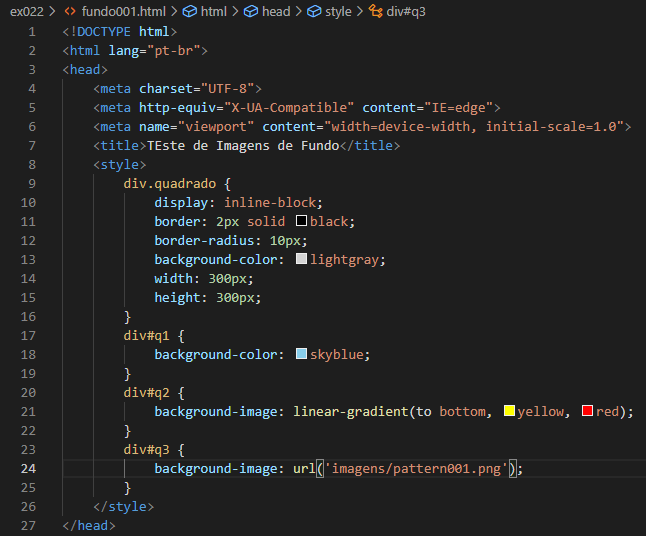 ex022 > <> fundo001.html > html > head > style > div#q3
1 <!DOCTYPE html>
2 <html lang="pt-br">
3 <head>
4 <meta charset="UTF-8">
5 <meta http-equiv="X-UA-Compatible" content="IE=edge">
6 <meta name="viewport" content="width=device-width, initial-scale=1.0">
7 <title>TEste de Imagens de Fundo</title>
8 <style>
9 div.quadrado {
10 display: inline-block;
11 border: 2px solid black;
12 border-radius: 10px;
13 background-color: lightgray;
14 width: 300px;
15 height: 300px;
16 }
17 div#q1 {
18 background-color: skyblue;
19 }
20 div#q2 {
21 background-image: linear-gradient(to bottom, yellow, red);
22 }
23 div#q3 {
24 background-image: url('imagens/pattern001.png');
25 }
26 </style>
27 </head>